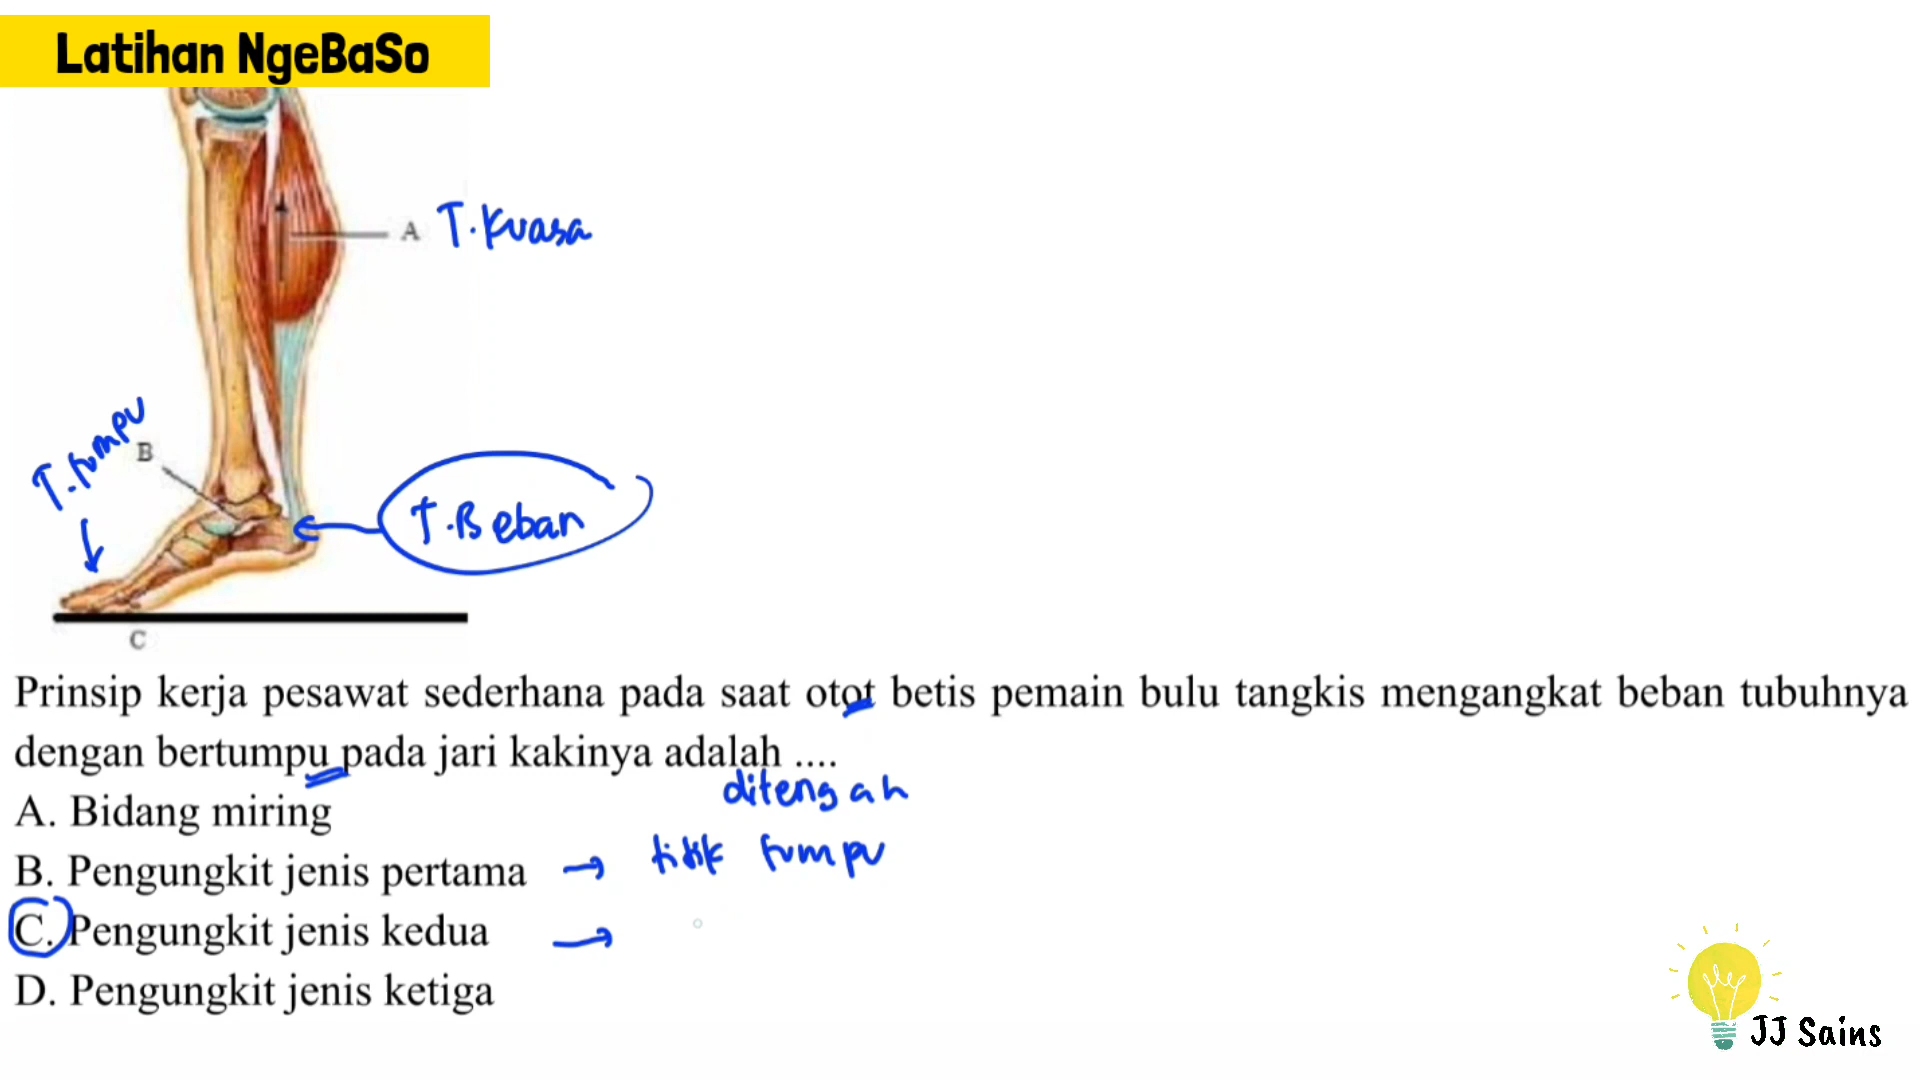 Latihan NgeBaSo
A T.Kuasa
T.tumpu
B
T.Beban
C
Prinsip kerja pesawat sederhana pada saat otot betis pemain bulu tangkis mengangkat beban tubuhnya
dengan bertumpu pada jari kakinya adalah ....
ditengah
A. Bidang miring
B. Pengungkit jenis pertama → titik tumpu
C. Pengungkit jenis kedua →
D. Pengungkit jenis ketiga
JJ Sains